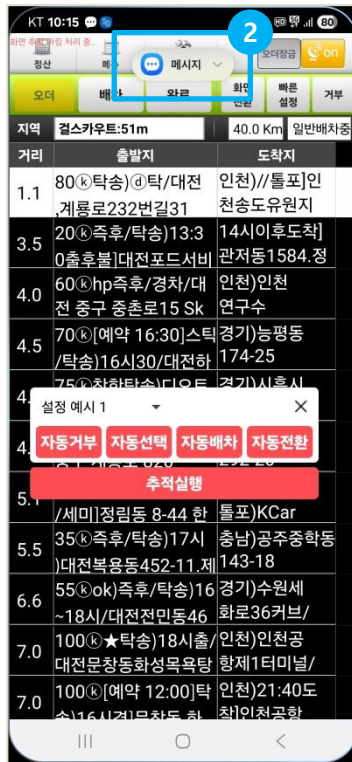 KT 10:15
80
2
화면 추적 마킹 처리 중..
정산
메시지
오더잠금
on
오더
화면
전환
빠른
설정
거부
지역
걸스카우트:51m
40.0 Km
일반배차중
거리
출발지
도착지
1.1
80ⓚ탁송)ⓓ탁/대전
,계룡로232번길31
인천)//톨포]인
천송도유원지
3.5
20ⓚ즉후/탁송)13:3
0출후불]대전포드서비
14시이후도착]
관저동1584.정
4.0
60ⓚhp즉후/경차/대
전 중구 중촌로15 Sk
인천)인천
연구수
4.5
70ⓚ[예약 16:30]스틱
/탁송)16시30/대전하
경기)능평동
174-25
설정 예시 1
자동거부
자동선택
자동배차
자동전환
추적실행
/세미]정림동 8-44 한
톨포)KCar
5.5
35ⓚ즉후/탁송)17시
)대전복용동452-11.제
충남)공주중학동
143-18
6.6
55ⓚok)즉후/탁송)16
~18시/대전전민동46
경기)수원세
화로36커브/
7.0
100ⓚ★탁송)18시출/
대전문창동화성목욕탕
인천)인천공
항제1터미널/
7.0
100ⓚ[예약 12:00]탁
인천)21:40도
착]인천공항